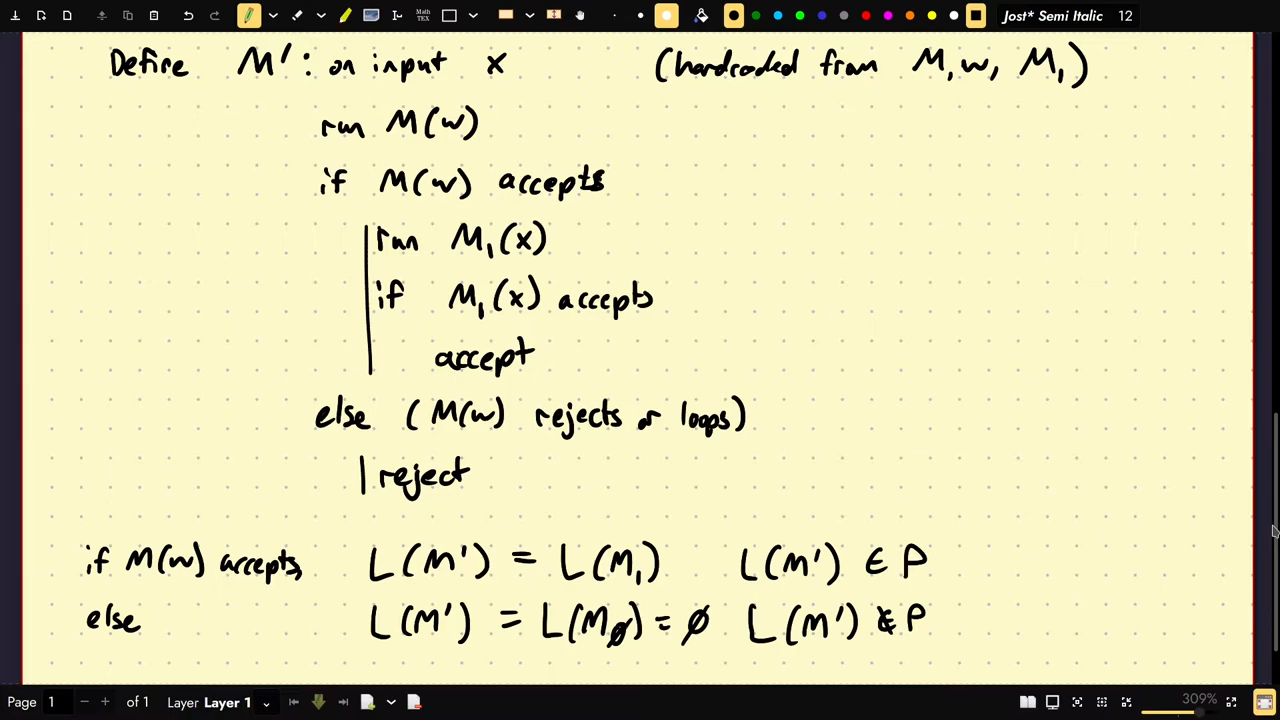 Jost* Semi Italic 12
Define M' : on input x (hardcoded from M, w, M₁)
run M(w)
if M(w) accepts
run M₁(x)
if M₁(x) accepts
accept
else (M(w) rejects or loops)
reject
if M(w) accepts, L(M') = L(M₁) L(M') ∈ P
else L(M') = L(M∅) = ∅ L(M') ∉ P
Page 1 of 1 Layer Layer 1 309%